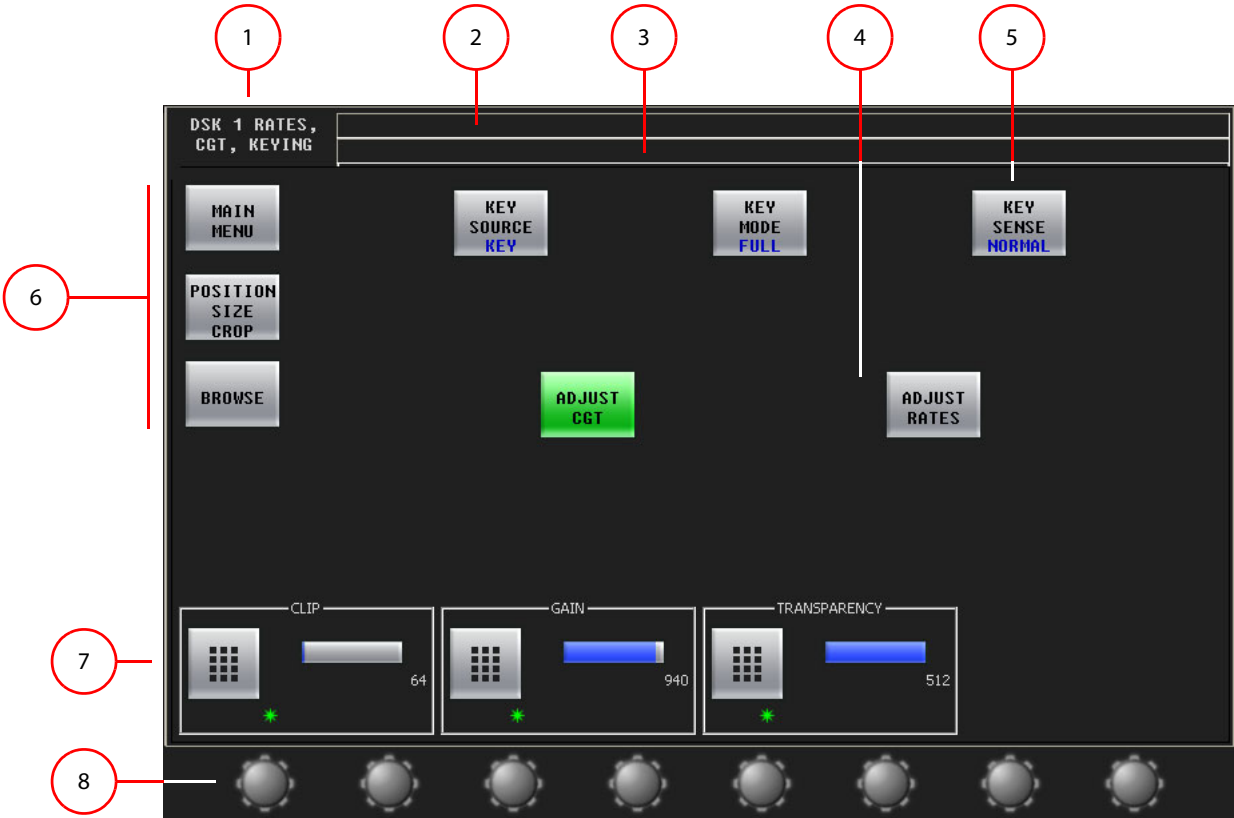 1
2
3
4
5
DSK 1 RATES,
CGT, KEYING
MAIN
MENU
KEY
SOURCE
KEY
KEY
MODE
FULL
KEY
SENSE
NORMAL
6
POSITION
SIZE
CROP
BROWSE
ADJUST
CGT
ADJUST
RATES
7
CLIP
64
GAIN
940
TRANSPARENCY
512
8